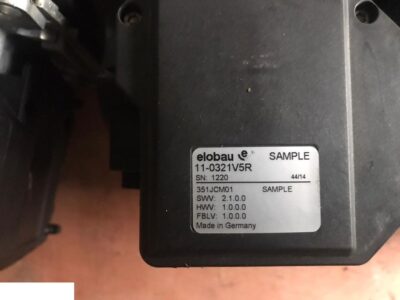 elobau e SAMPLE
11-0321V5R
SN: 1220 44/14
351JCM01 SAMPLE
SWV: 2.1.0.0
HWV: 1.0.0.0
FBLV: 1.0.0.0
Made in Germany